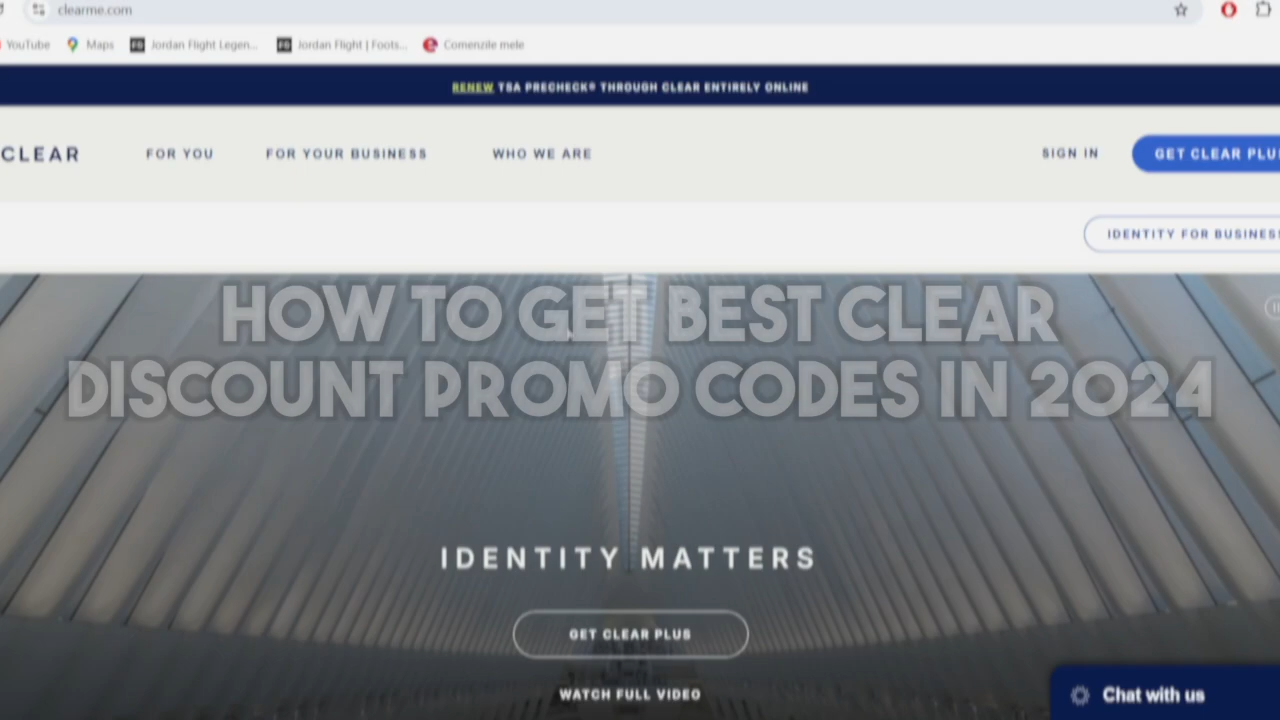 clearme.com
YouTube Maps Jordan Flight Legen... Jordan Flight | Foots... Comenzile mele
RENEW TSA PRECHECK® THROUGH CLEAR ENTIRELY ONLINE
CLEAR FOR YOU FOR YOUR BUSINESS WHO WE ARE SIGN IN GET CLEAR PLUS
IDENTITY FOR BUSINESS
HOW TO GET BEST CLEAR
DISCOUNT PROMO CODES IN 2024
IDENTITY MATTERS
GET CLEAR PLUS
WATCH FULL VIDEO
Chat with us